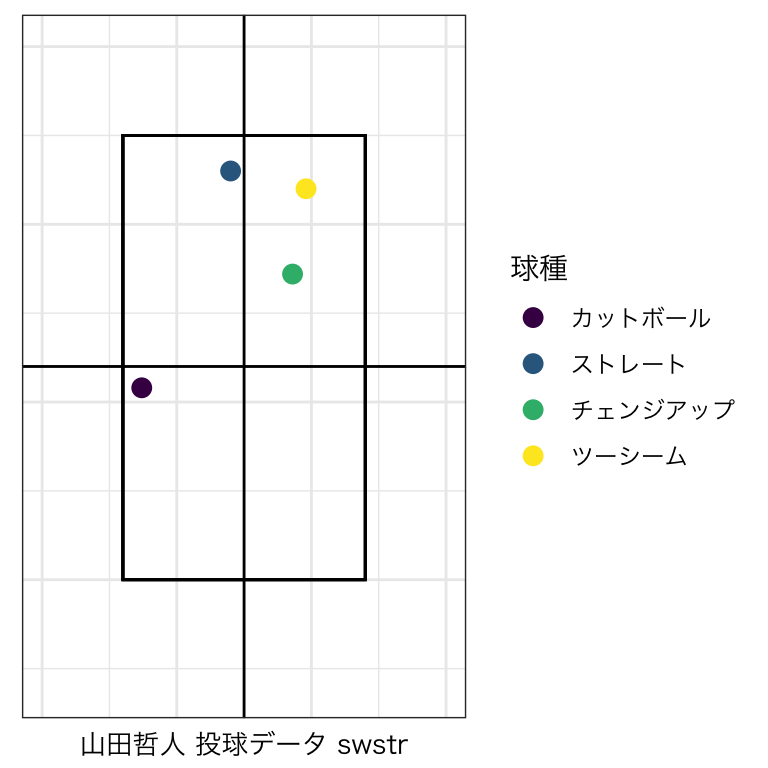 球種
カットボール
ストレート
チェンジアップ
ツーシーム
山田哲人 投球データ swstr